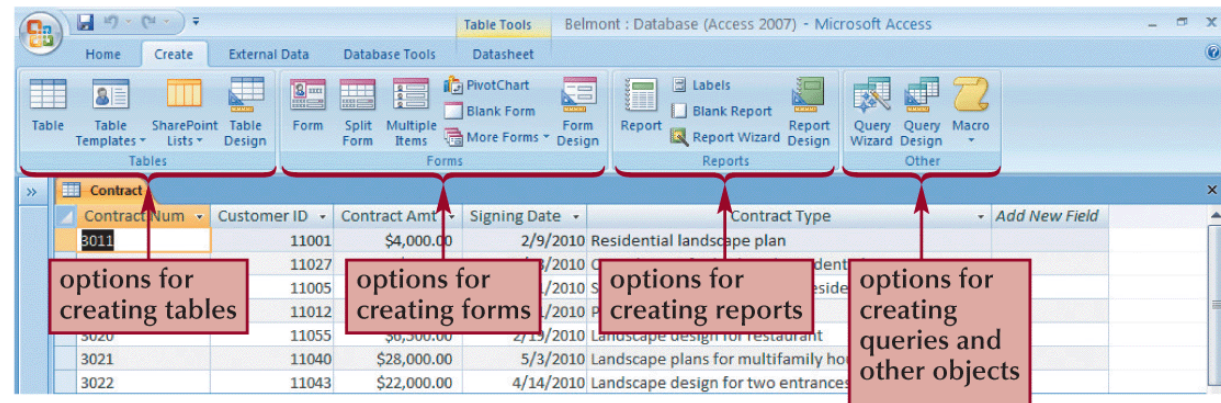 Table Tools Belmont : Database (Access 2007) - Microsoft Access
Home Create External Data Database Tools Datasheet
Table
Table Templates
SharePoint Lists
Table Design
Form
Split Form
Multiple Items
PivotChart
Blank Form
More Forms
Form Design
Report
Labels
Blank Report
Report Wizard
Report Design
Query Wizard
Query Design
Macro
Tables Forms Reports Other
Contract
Contract Num Customer ID Contract Amt Signing Date Contract Type Add New Field
3011 11001 $4,000.00 2/9/2010 Residential landscape plan
11027 /2010
11005 /2010
11012 /2010
3020 11055 $6,500.00 2/19/2010 Landscape design for restaurant
3021 11040 $28,000.00 5/3/2010 Landscape plans for multifamily
3022 11043 $22,000.00 4/14/2010 Landscape design for two entrances
options for
creating tables
options for
creating forms
options for
creating reports
options for
creating
queries and
other objects